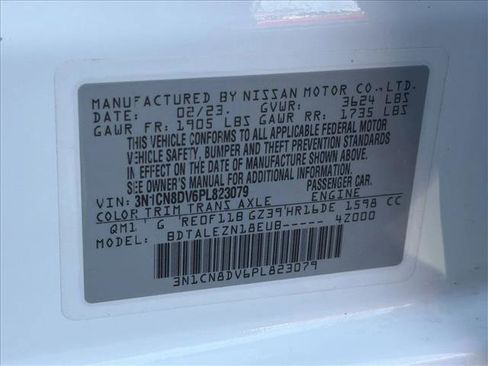 MANUFACTURED BY NISSAN MOTOR CO., LTD.
DATE: 02/23. GVWR: 3624 LBS
GAWR FR: 1905 LBS GAWR RR: 1735 LBS
THIS VEHICLE CONFORMS TO ALL APPLICABLE FEDERAL MOTOR
VEHICLE SAFETY, BUMPER AND THEFT PREVENTION STANDARDS
IN EFFECT ON THE DATE OF MANUFACTURE SHOWN ABOVE.
SEE OWNER'S MANUAL FOR ADDITIONAL INFORMATION.
VIN: 3N1CN8DV6PL823079 PASSENGER CAR.
COLOR TRIM TRANS AXLE ENGINE
QM1 G RE0F11B GZ39 HR16DE 1598 CC
MODEL: BDTALEZN18EUB----- 4Z000
3N1CN8DV6PL823079